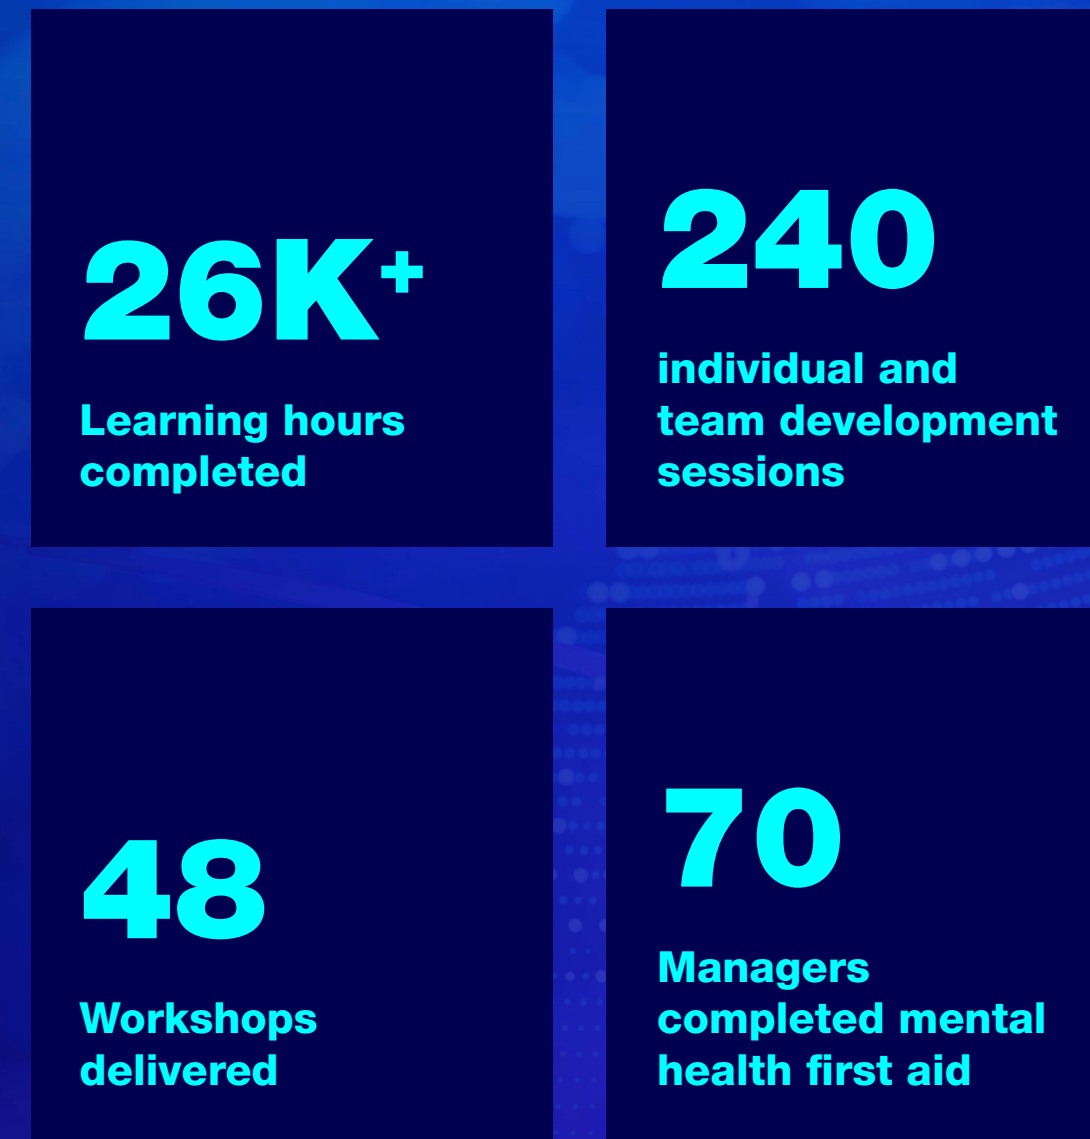 26K+
Learning hours
completed
240
individual and
team development
sessions
48
Workshops
delivered
70
Managers
completed mental
health first aid